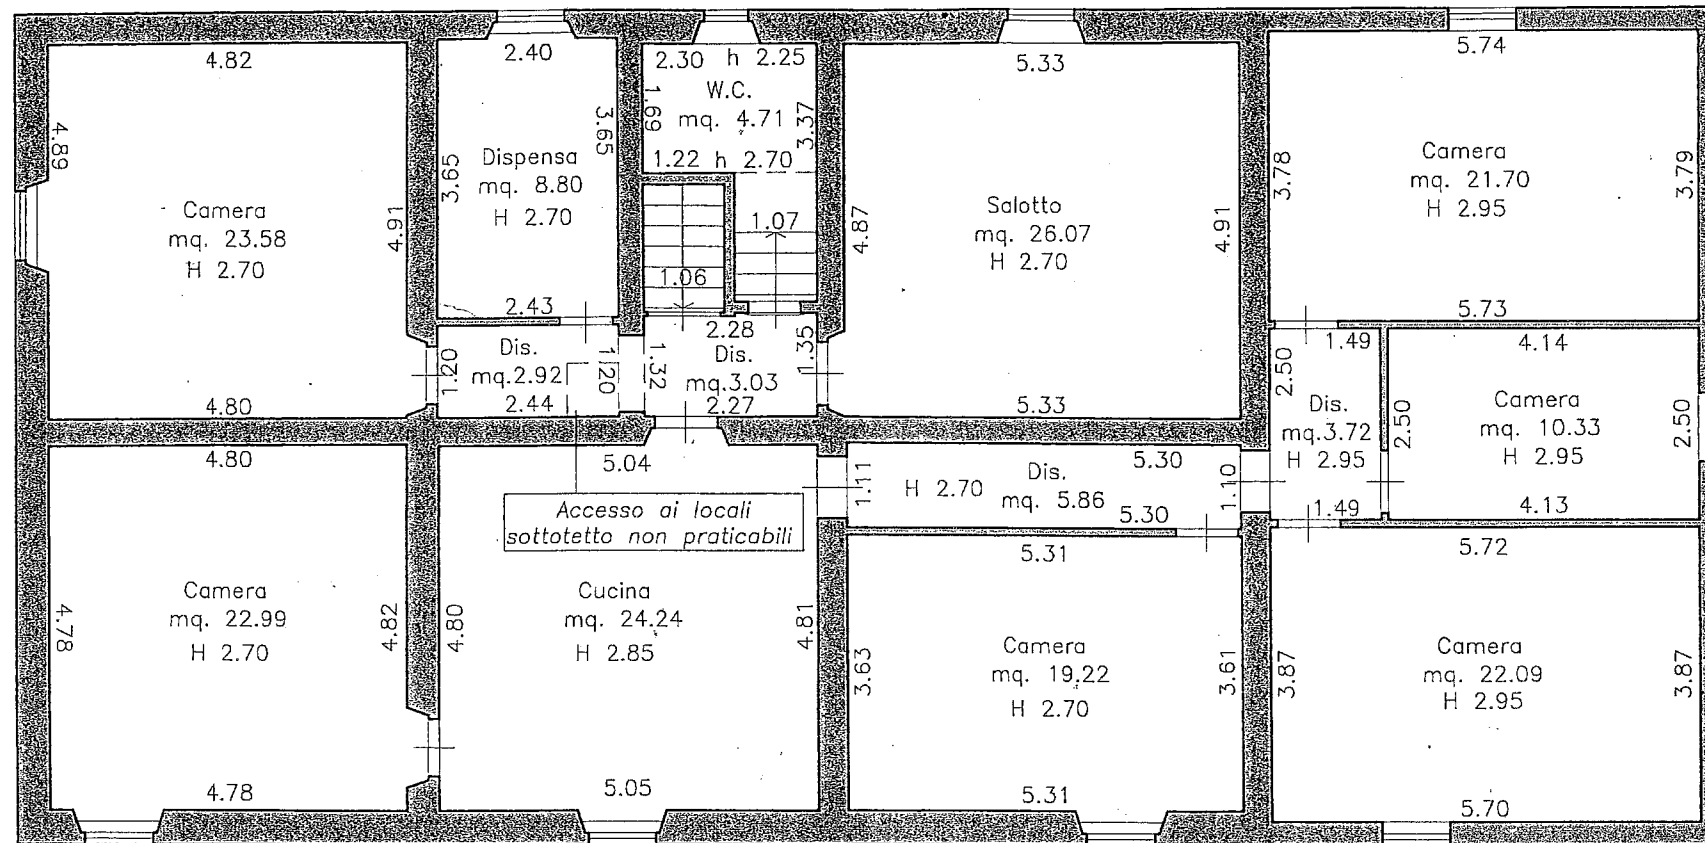 4.82
2.40
2.30 h 2.25
5.33
5.74
4.89
Camera
mq. 23.58
H 2.70
4.91
4.80
3.65
3.65
Dispensa
mq. 8.80
H 2.70
2.43
1.69
W.C.
mq. 4.71
3.37
1.22 h 2.70
1.07
1.06
4.87
Salotto
mq. 26.07
H 2.70
4.91
5.33
3.78
Camera
mq. 21.70
H 2.95
3.79
5.73
1.20
Dis.
mq.2.92
1.20
2.44
2.28
1.32
Dis.
mq.3.03
1.35
2.27
1.49
2.50
Dis.
mq.3.72
H 2.95
1.49
4.14
2.50
Camera
mq. 10.33
H 2.95
2.50
4.13
4.80
5.04
Accesso ai locali
sottotetto non praticabili
1.11
H 2.70
5.30
Dis.
mq. 5.86
1.10
5.30
4.78
Camera
mq. 22.99
H 2.70
4.82
4.78
4.80
Cucina
mq. 24.24
H 2.85
4.81
5.05
5.31
3.63
Camera
mq. 19.22
H 2.70
3.61
5.31
5.72
3.87
Camera
mq. 22.09
H 2.95
3.87
5.70